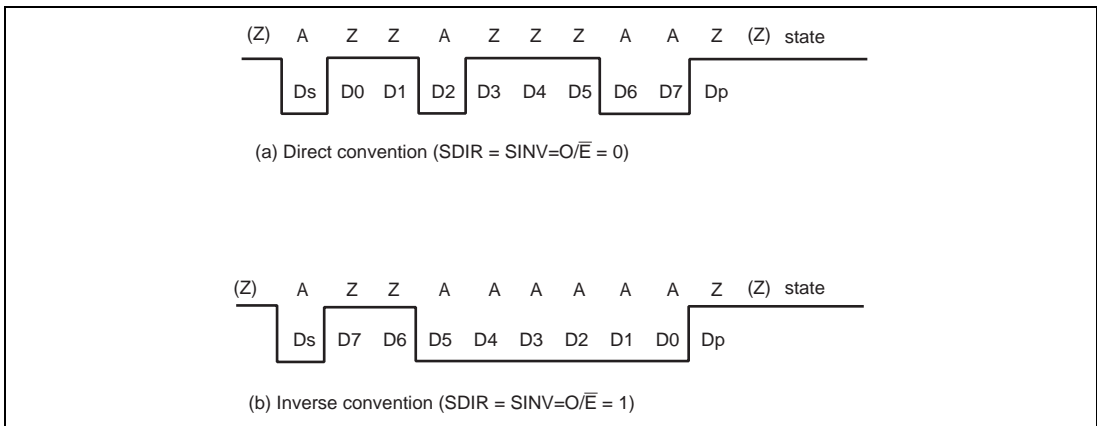 (Z) A Z Z A Z Z Z A A Z (Z) state
Ds D0 D1 D2 D3 D4 D5 D6 D7 Dp
(a) Direct convention (SDIR = SINV=O/E̅ = 0)
(Z) A Z Z A A A A A A Z (Z) state
Ds D7 D6 D5 D4 D3 D2 D1 D0 Dp
(b) Inverse convention (SDIR = SINV=O/E̅ = 1)